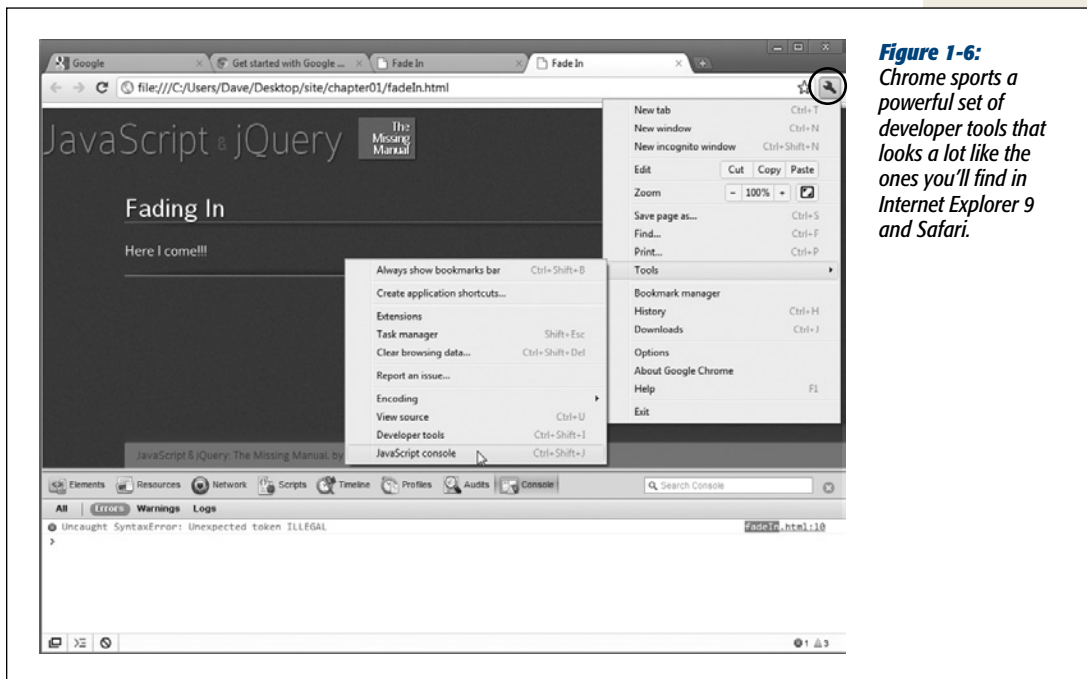 Google
Get started with Google ...
Fade In
Fade In
file:///C:/Users/Dave/Desktop/site/chapter01/fadeIn.html
JavaScript & jQuery
The
Missing
Manual
Fading In
Here I come!!!
JavaScript & jQuery: The Missing Manual, by
New tab Ctrl+T
New window Ctrl+N
New incognito window Ctrl+Shift+N
Edit Cut Copy Paste
Zoom - 100% +
Save page as... Ctrl+S
Find... Ctrl+F
Print... Ctrl+P
Tools
Bookmark manager
History Ctrl+H
Downloads Ctrl+J
Options
About Google Chrome
Help F1
Exit
Always show bookmarks bar Ctrl+Shift+B
Create application shortcuts...
Extensions
Task manager Shift+Esc
Clear browsing data... Ctrl+Shift+Del
Report an issue...
Encoding
View source Ctrl+U
Developer tools Ctrl+Shift+I
JavaScript console Ctrl+Shift+J
Elements Resources Network Scripts Timeline Profiles Audits Console Search Console
All Errors Warnings Logs
Uncaught SyntaxError: Unexpected token ILLEGAL fadeIn.html:10
>
1 3
Figure 1-6:
Chrome sports a
powerful set of
developer tools that
looks a lot like the
ones you'll find in
Internet Explorer 9
and Safari.